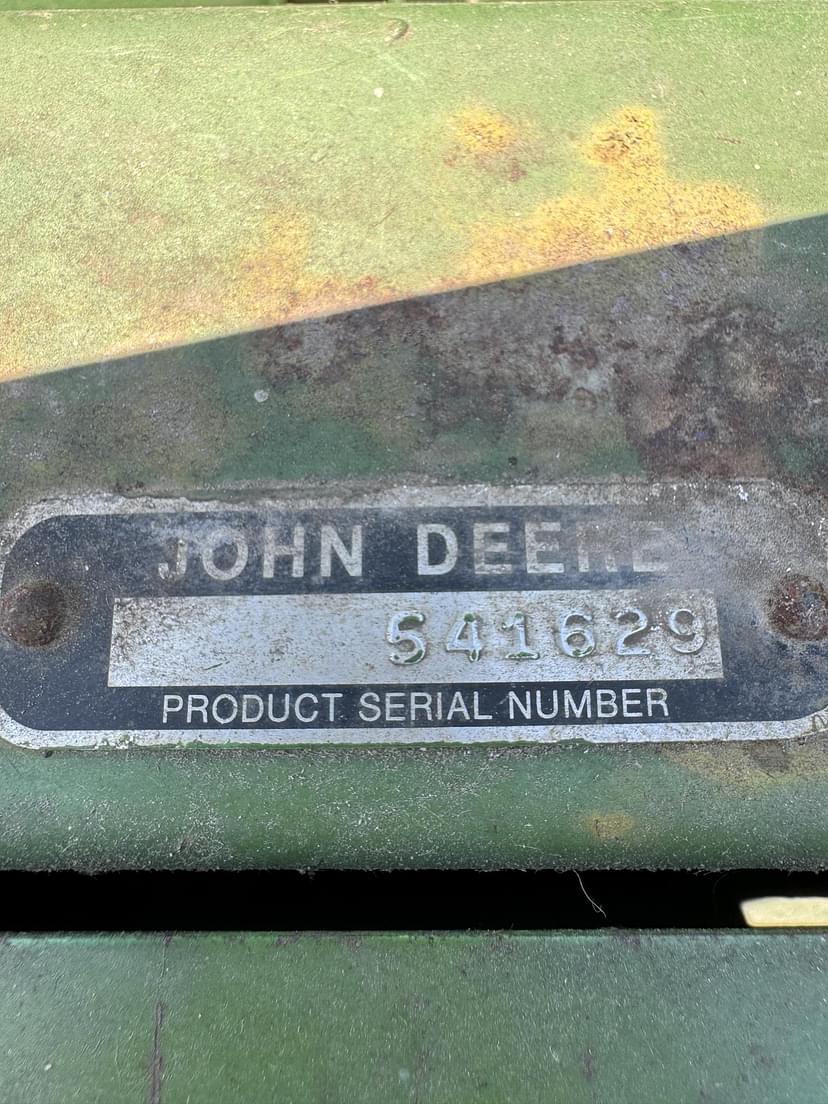 JOHN DEERE
541629
PRODUCT SERIAL NUMBER